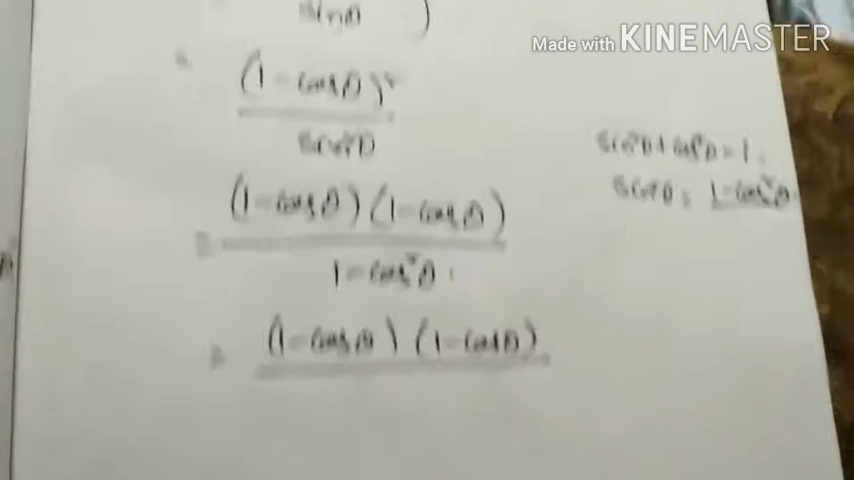 sinθ )
Made with KINEMASTER
= (1-cosθ)²
sin²θ
sin²θ+cos²θ=1.
(1-cosθ)(1-cosθ)
sin²θ = 1-cos²θ.
=
1-cos²θ.
= (1-cosθ)(1-cosθ)